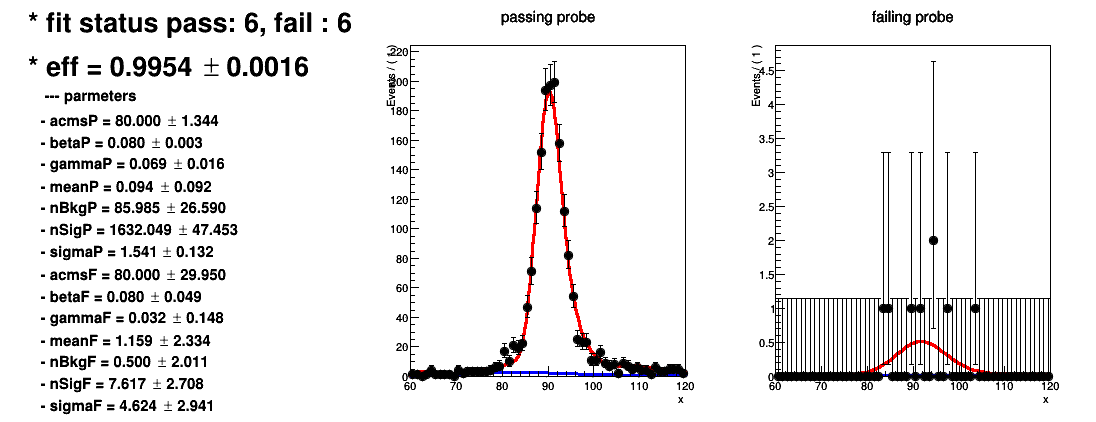 * fit status pass: 6, fail : 6
* eff = 0.9954 ± 0.0016
--- parmeters
- acmsP = 80.000 ± 1.344
- betaP = 0.080 ± 0.003
- gammaP = 0.069 ± 0.016
- meanP = 0.094 ± 0.092
- nBkgP = 85.985 ± 26.590
- nSigP = 1632.049 ± 47.453
- sigmaP = 1.541 ± 0.132
- acmsF = 80.000 ± 29.950
- betaF = 0.080 ± 0.049
- gammaF = 0.032 ± 0.148
- meanF = 1.159 ± 2.334
- nBkgF = 0.500 ± 2.011
- nSigF = 7.617 ± 2.708
- sigmaF = 4.624 ± 2.941
passing probe
Events / ( 1 )
220
200
180
160
140
120
100
80
60
40
20
0
60 70 80 90 100 110 120
x
failing probe
Events / ( 1 )
4.5
4
3.5
3
2.5
2
1.5
1
0.5
0
60 70 80 90 100 110 120
x